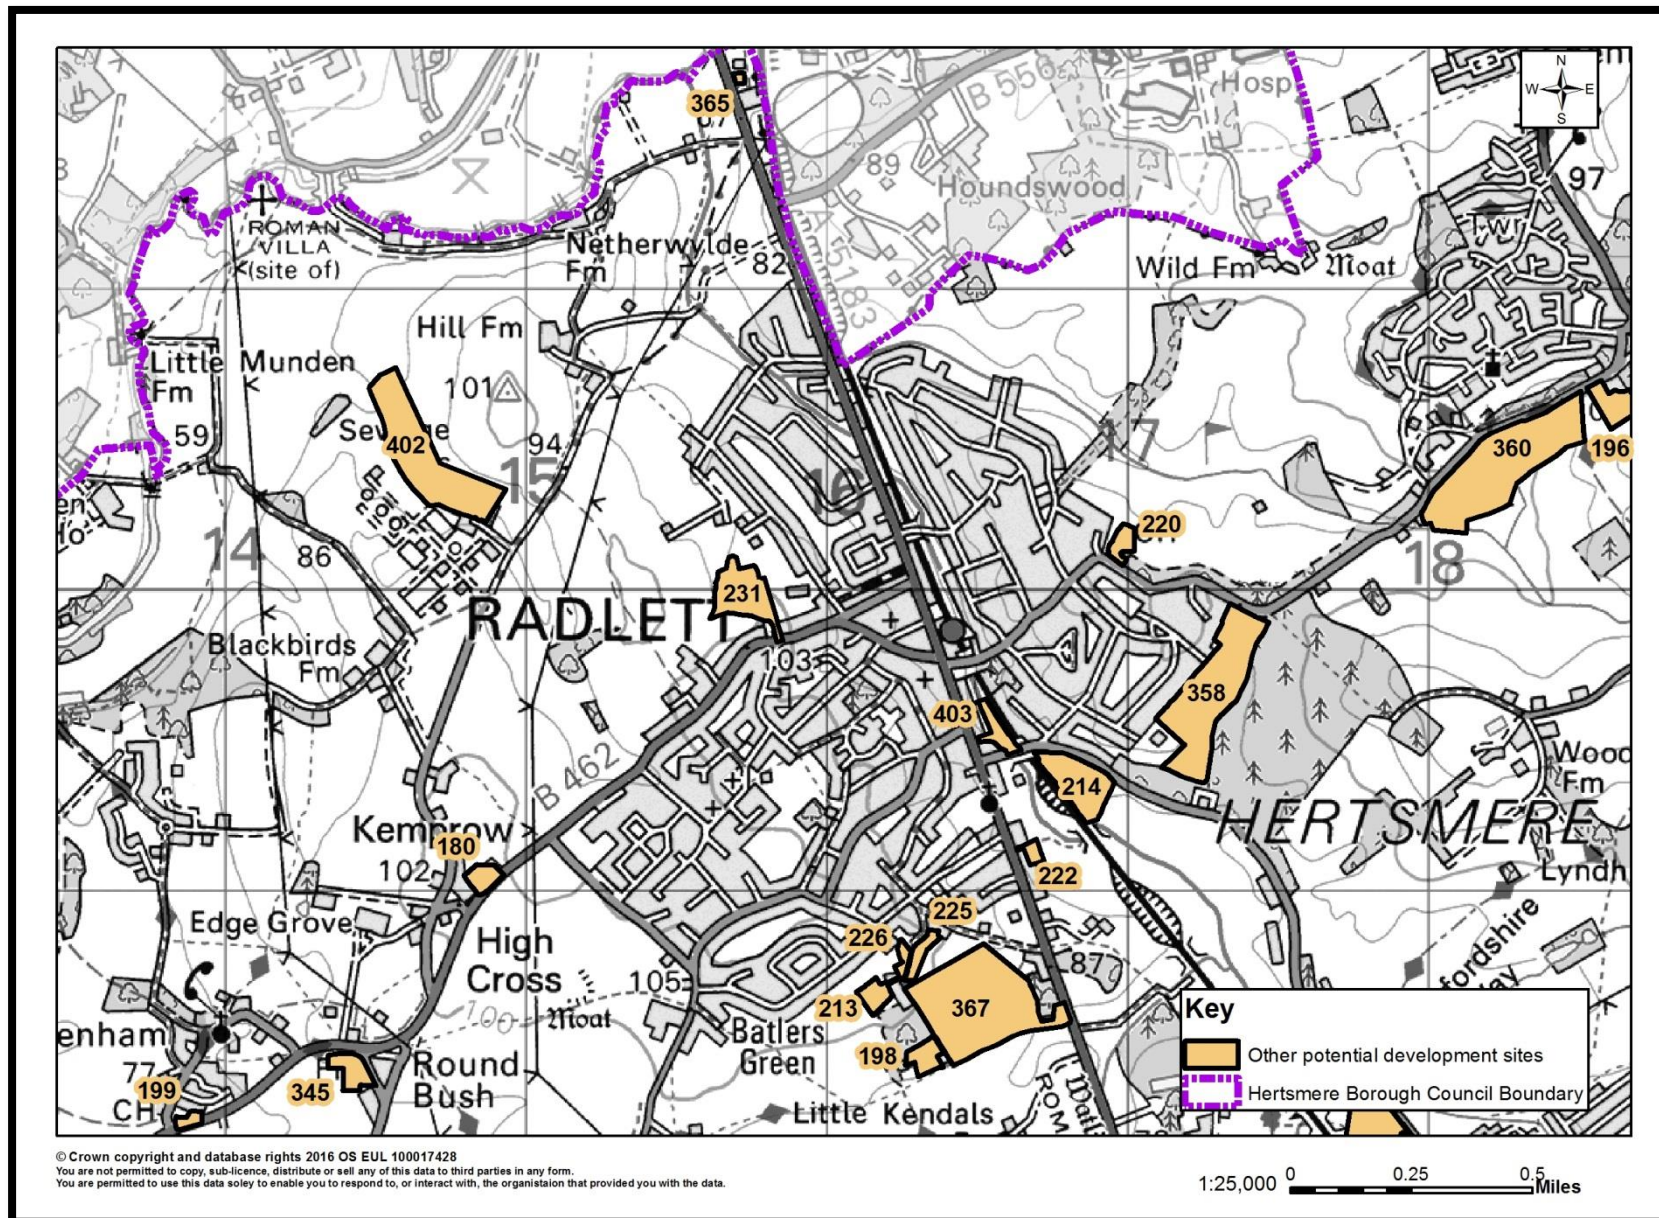 365
B 556
Hosp
N
W E
S
89
97
Houndswood
ROMAN
VILLA
(site of)
Netherwylde
Fm
82
5183
Twr
Wild Fm
Moat
Hill Fm
Little Munden
Fm
101
59
Sewage
402
94
15
16
17
360
196
14
86
220
18
231
RADLETT
Blackbirds
Fm
103
358
403
Wood
Fm
B 462
214
HERTSMERE
Kemprow
180
102
222
Lyndh
Edge Grove
225
226
High
Cross
105
87
fordshire
Way
100
Moat
213
367
enham
Batlers
Green
198
77
Round
Bush
199
345
CH
Little Kendals
ROM
Key
Other potential development sites
Hertsmere Borough Council Boundary
© Crown copyright and database rights 2016 OS EUL 100017428
You are not permitted to copy, sub-licence, distribute or sell any of this data to third parties in any form.
You are permitted to use this data soley to enable you to respond to, or interact with, the organistaion that provided you with the data.
1:25,000 0 0.25 0.5 Miles